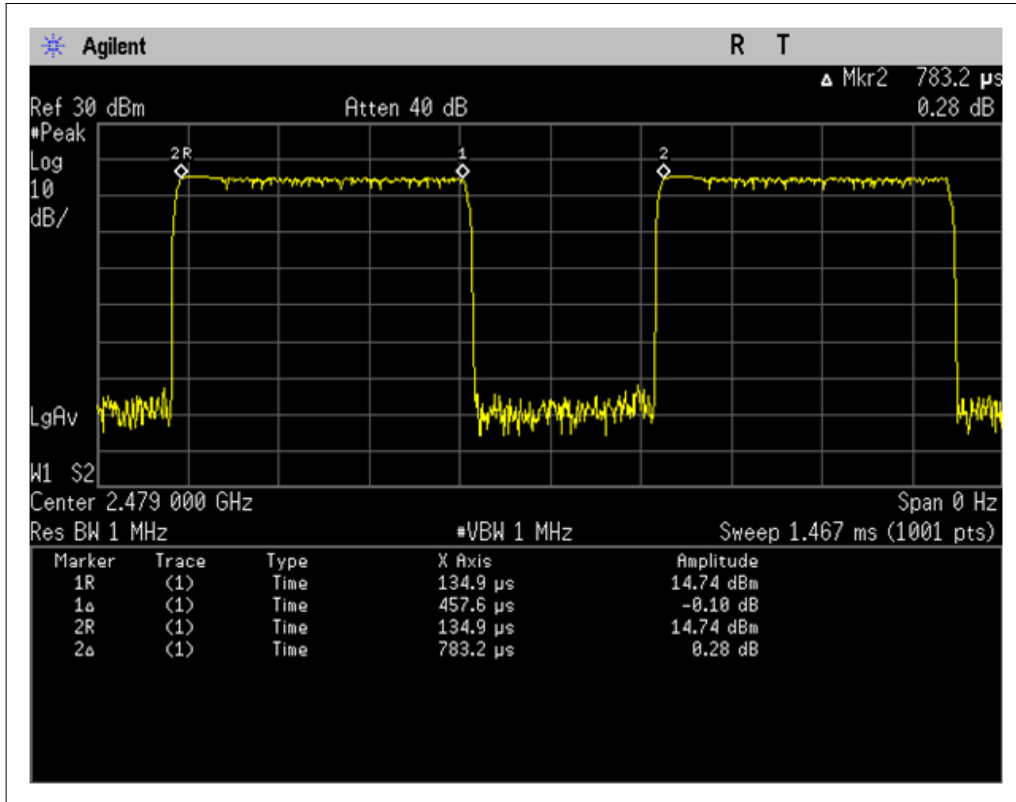 Agilent R T
Δ Mkr2 783.2 µs
Ref 30 dBm Atten 40 dB 0.28 dB
#Peak
Log
10
dB/
2R 1 2
LgAv
W1 S2
Center 2.479 000 GHz Span 0 Hz
Res BW 1 MHz #VBW 1 MHz Sweep 1.467 ms (1001 pts)
Marker Trace Type X Axis Amplitude
1R (1) Time 134.9 µs 14.74 dBm
1Δ (1) Time 457.6 µs -0.10 dB
2R (1) Time 134.9 µs 14.74 dBm
2Δ (1) Time 783.2 µs 0.28 dB